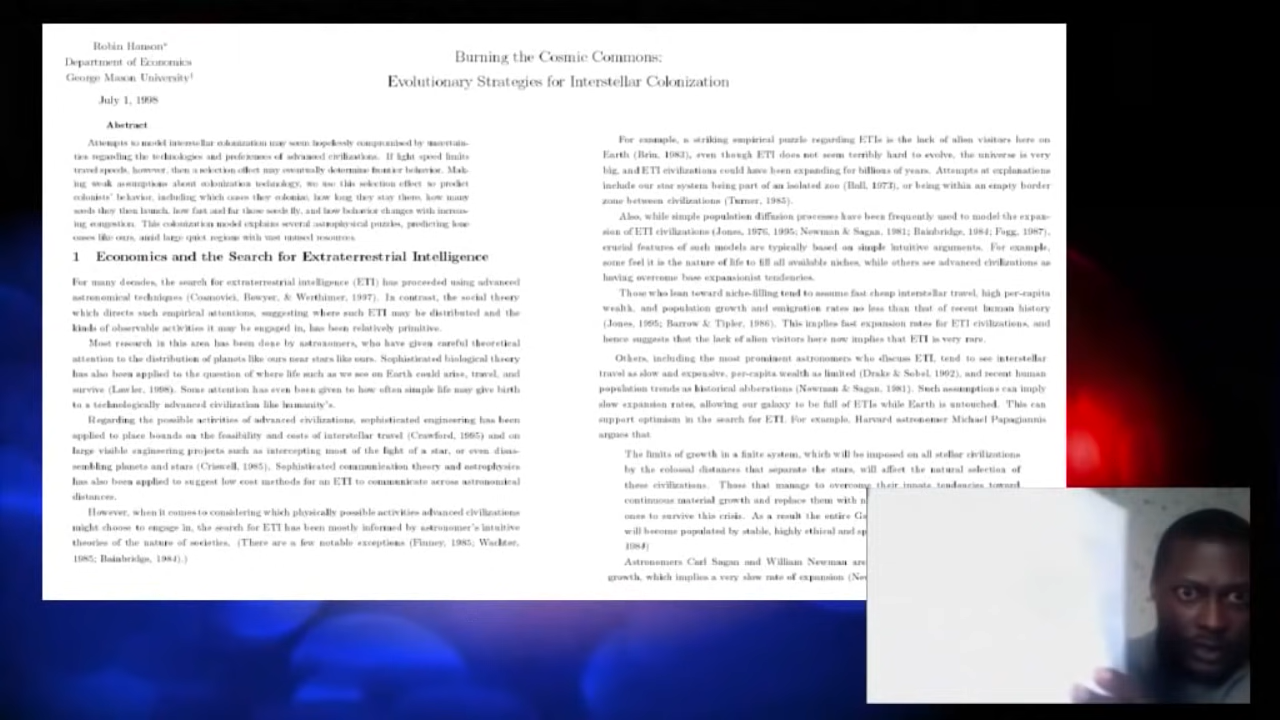 Robin Hanson*
Department of Economics
George Mason University†
July 1, 1998
Burning the Cosmic Commons:
Evolutionary Strategies for Interstellar Colonization
Abstract
Attempts to model interstellar colonization may seem hopelessly compromised by uncertain-
ties regarding the technologies and preferences of advanced civilizations. If light speed limits
travel speeds, however, then a selection effect may eventually determine frontier behavior. Mak-
ing weak assumptions about colonization technology, we use this selection effect to predict
colonists' behavior, including which oases they colonize, how long they stay there, how many
seeds they then launch, how fast and far those seeds fly, and how behavior changes with increas-
ing congestion. This colonization model explains several astrophysical puzzles, predicting lone
oases like ours, amid large quiet regions with vast unused resources.
1 Economics and the Search for Extraterrestrial Intelligence
For many decades, the search for extraterrestrial intelligence (ETI) has proceeded using advanced
astronomical techniques (Cosmovici, Bowyer, & Werthimer, 1997). In contrast, the social theory
which directs such empirical attentions, suggesting where such ETI may be distributed and the
kinds of observable activities it may be engaged in, has been relatively primitive.
Most research in this area has been done by astronomers, who have given careful theoretical
attention to the distribution of planets like ours near stars like ours. Sophisticated biological theory
has also been applied to the question of where life such as we see on Earth could arise, travel, and
survive (Lawler, 1998). Some attention has even been given to how often simple life may give birth
to a technologically advanced civilization like humanity's.
Regarding the possible activities of advanced civilizations, sophisticated engineering has been
applied to place bounds on the feasibility and costs of interstellar travel (Crawford, 1995) and on
large visible engineering projects such as intercepting most of the light of a star, or even disas-
sembling planets and stars (Criswell, 1985). Sophisticated communication theory and astrophysics
has also been applied to suggest low cost methods for an ETI to communicate across astronomical
distances.
However, when it comes to considering which physically possible activities advanced civilizations
might choose to engage in, the search for ETI has been mostly informed by astronomer's intuitive
theories of the nature of societies. (There are a few notable exceptions (Finney, 1985; Wachter,
1985; Bainbridge, 1984).)
For example, a striking empirical puzzle regarding ETIs is the lack of alien visitors here on
Earth (Brin, 1983), even though ETI does not seem terribly hard to evolve, the universe is very
big, and ETI civilizations could have been expanding for billions of years. Attempts at explanations
include our star system being part of an isolated zoo (Ball, 1973), or being within an empty border
zone between civilizations (Turner, 1985).
Also, while simple population diffusion processes have been frequently used to model the expan-
sion of ETI civilizations (Jones, 1976, 1995; Newman & Sagan, 1981; Bainbridge, 1984; Fogg, 1987),
crucial features of such models are typically based on simple intuitive arguments. For example,
some feel it is the nature of life to fill all available niches, while others see advanced civilizations as
having overcome base expansionist tendencies.
Those who lean toward niche-filling tend to assume fast cheap interstellar travel, high per-capita
wealth, and population growth and emigration rates no less than that of recent human history
(Jones, 1995; Barrow & Tipler, 1986). This implies fast expansion rates for ETI civilizations, and
hence suggests that the lack of alien visitors here now implies that ETI is very rare.
Others, including the most prominent astronomers who discuss ETI, tend to see interstellar
travel as slow and expensive, per-capita wealth as limited (Drake & Sobel, 1992), and recent human
population trends as historical abberations (Newman & Sagan, 1981). Such assumptions can imply
slow expansion rates, allowing our galaxy to be full of ETIs while Earth is untouched. This can
support optimism in the search for ETI. For example, Harvard astronomer Michael Papagiannis
argues that
The limits of growth in a finite system, which will be imposed on all stellar civilizations
by the colossal distances that separate the stars, will affect the natural selection of
these civilizations. Those that manage to overcome their innate tendencies toward
continuous material growth and replace them with n
ones to survive this crisis. As a result the entire Ga
will become populated by stable, highly ethical and sp
1984)
Astronomers Carl Sagan and William Newman are
growth, which implies a very slow rate of expansion (New